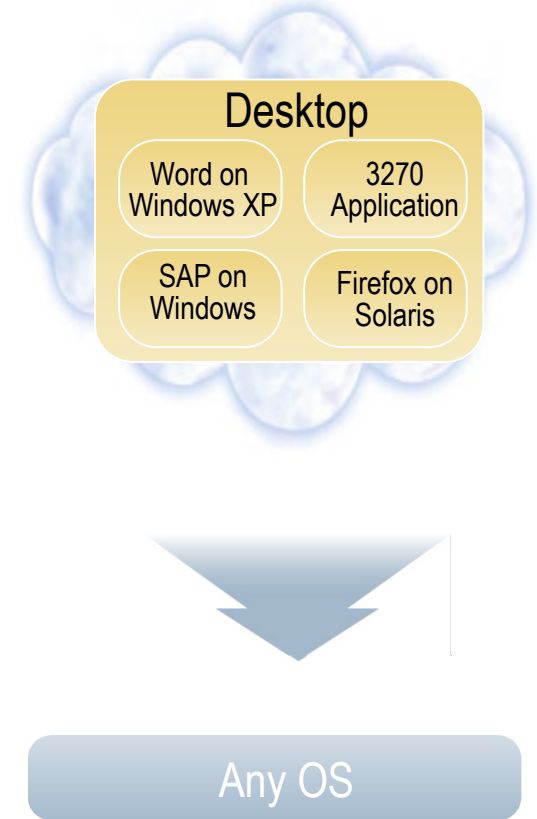 Desktop
Word on
Windows XP
3270
Application
SAP on
Windows
Firefox on
Solaris
Any OS